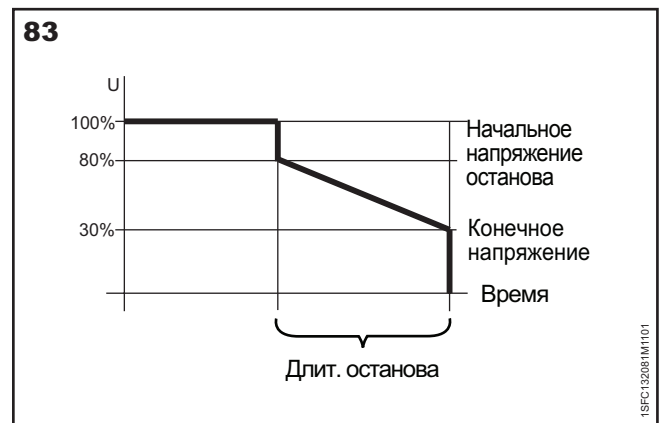 83
U
100%
80%
30%
Начальное
напряжение
останова
Конечное
напряжение
Время
Длит. останова
1SFC132081M1101